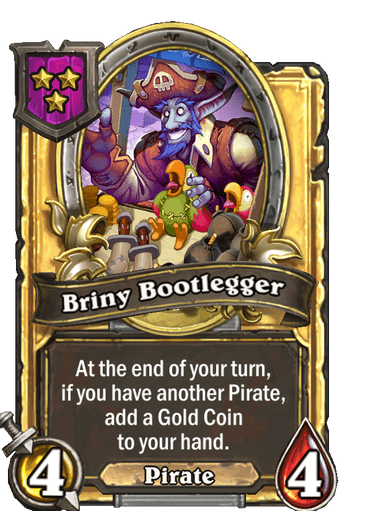 Briny Bootlegger
At the end of your turn,
if you have another Pirate,
add a Gold Coin
to your hand.
4
Pirate
4